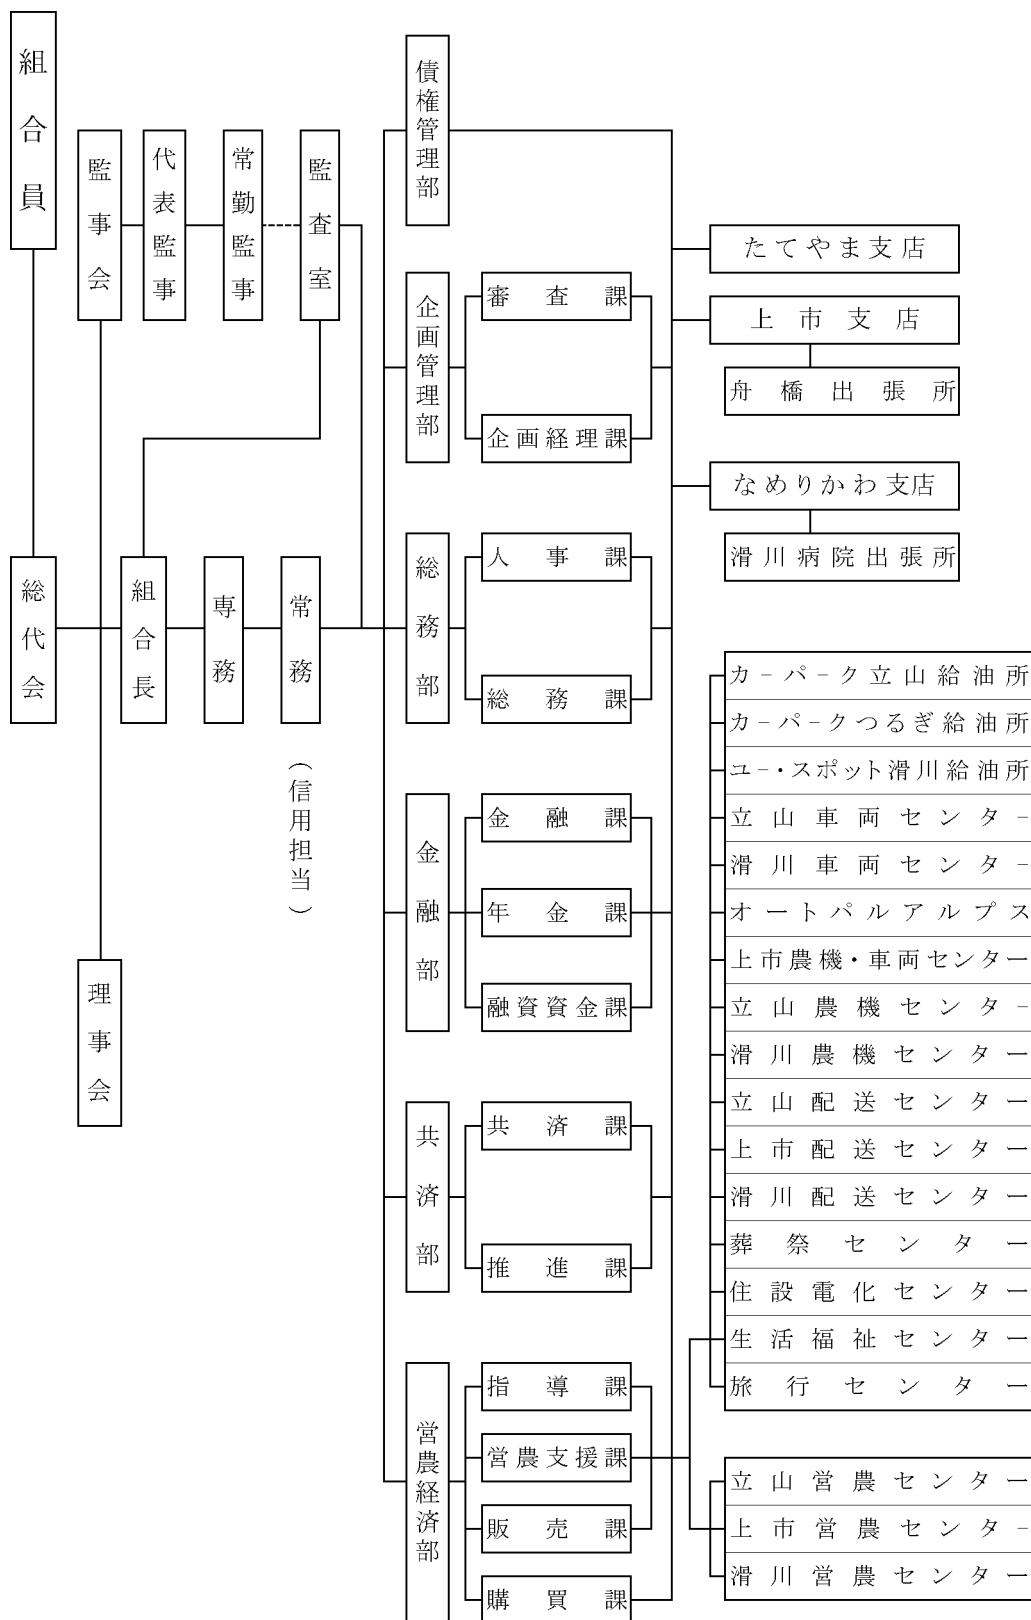 組合員
監事会
代表監事
常勤監事
監査室
総代会
組合長
専務
常務
（信用担当）
理事会
債権管理部
企画管理部
審査課
企画経理課
総務部
人事課
総務課
金融部
金融課
年金課
融資資金課
共済部
共済課
推進課
営農経済部
指導課
営農支援課
販売課
購買課
たてやま支店
上市支店
舟橋出張所
なめりかわ支店
滑川病院出張所
カーパーク立山給油所
カーパークつるぎ給油所
ユー・スポット滑川給油所
立山車両センター
滑川車両センター
オートパルアルプス
上市農機・車両センター
立山農機センター
滑川農機センター
立山配送センター
上市配送センター
滑川配送センター
葬祭センター
住設電化センター
生活福祉センター
旅行センター
立山営農センター
上市営農センター
滑川営農センター